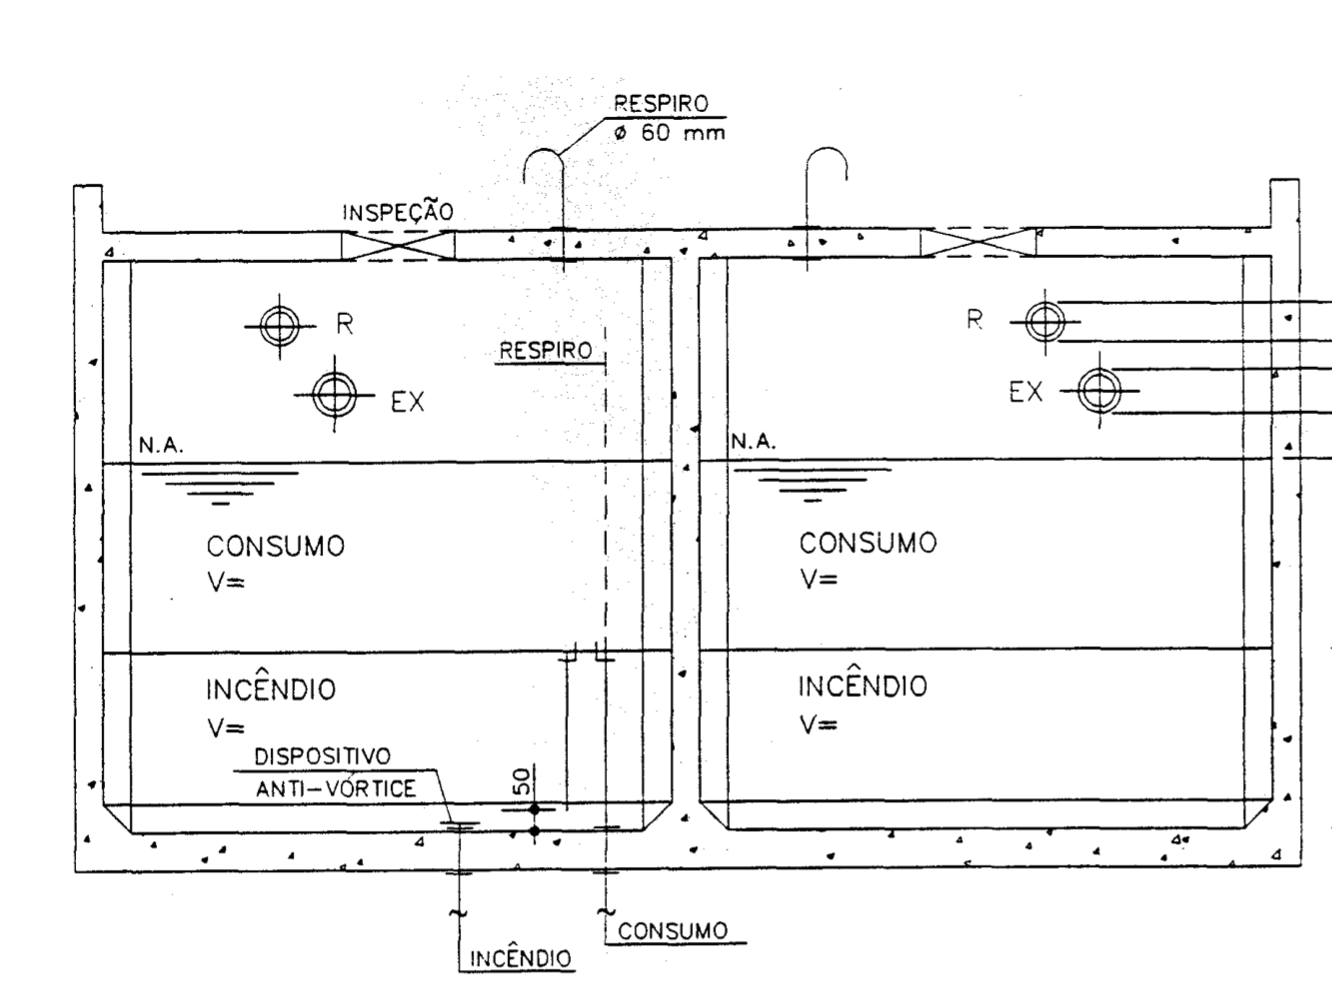 RESPIRO
ø 60 mm
INSPEÇÃO
R
EX
RESPIRO
R
EX
N.A.
N.A.
CONSUMO
V=
CONSUMO
V=
INCÊNDIO
V=
INCÊNDIO
V=
DISPOSITIVO
ANTI-VÓRTICE
50
CONSUMO
INCÊNDIO